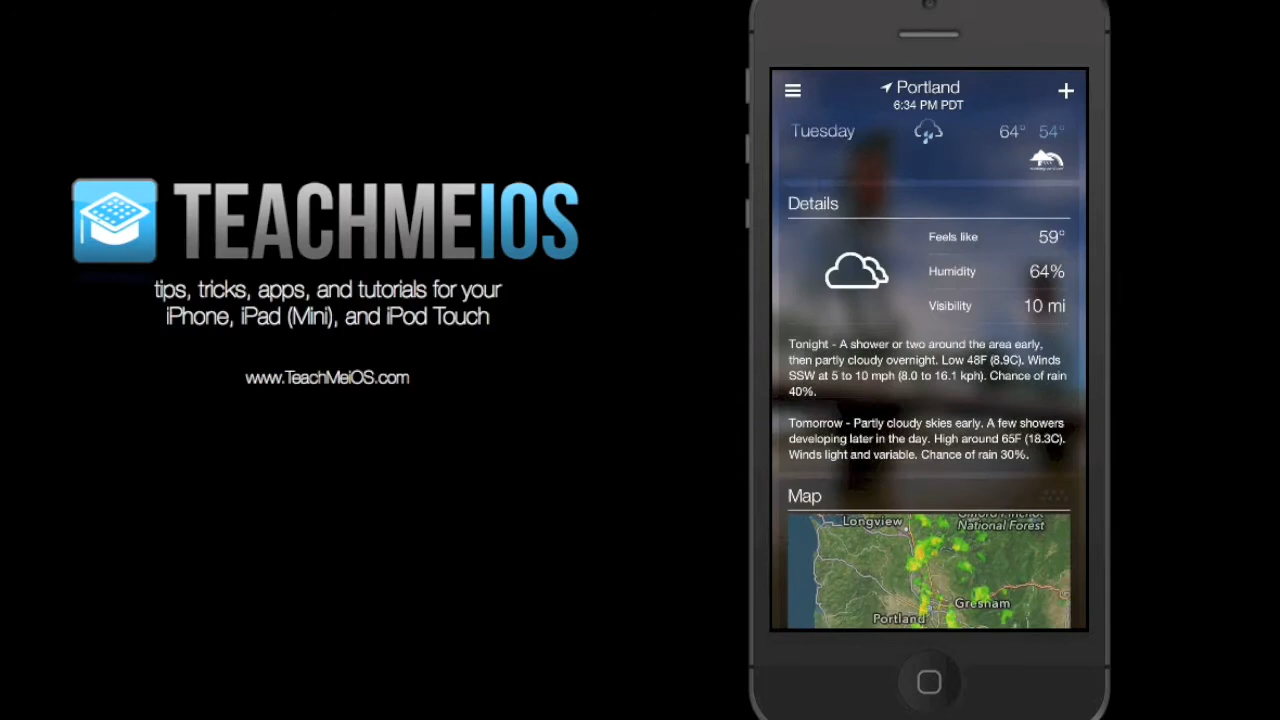 TEACHMEIOS
tips, tricks, apps, and tutorials for your
iPhone, iPad (Mini), and iPod Touch
www.TeachMeiOS.com
Portland
6:34 PM PDT
Tuesday 64° 54°
Details
Feels like 59°
Humidity 64%
Visibility 10 mi
Tonight - A shower or two around the area early,
then partly cloudy overnight. Low 48F (8.9C). Winds
SSW at 5 to 10 mph (8.0 to 16.1 kph). Chance of rain
40%.
Tomorrow - Partly cloudy skies early. A few showers
developing later in the day. High around 65F (18.3C).
Winds light and variable. Chance of rain 30%.
Map
Longview
Gifford Pinchot
National Forest
Gresham
Portland